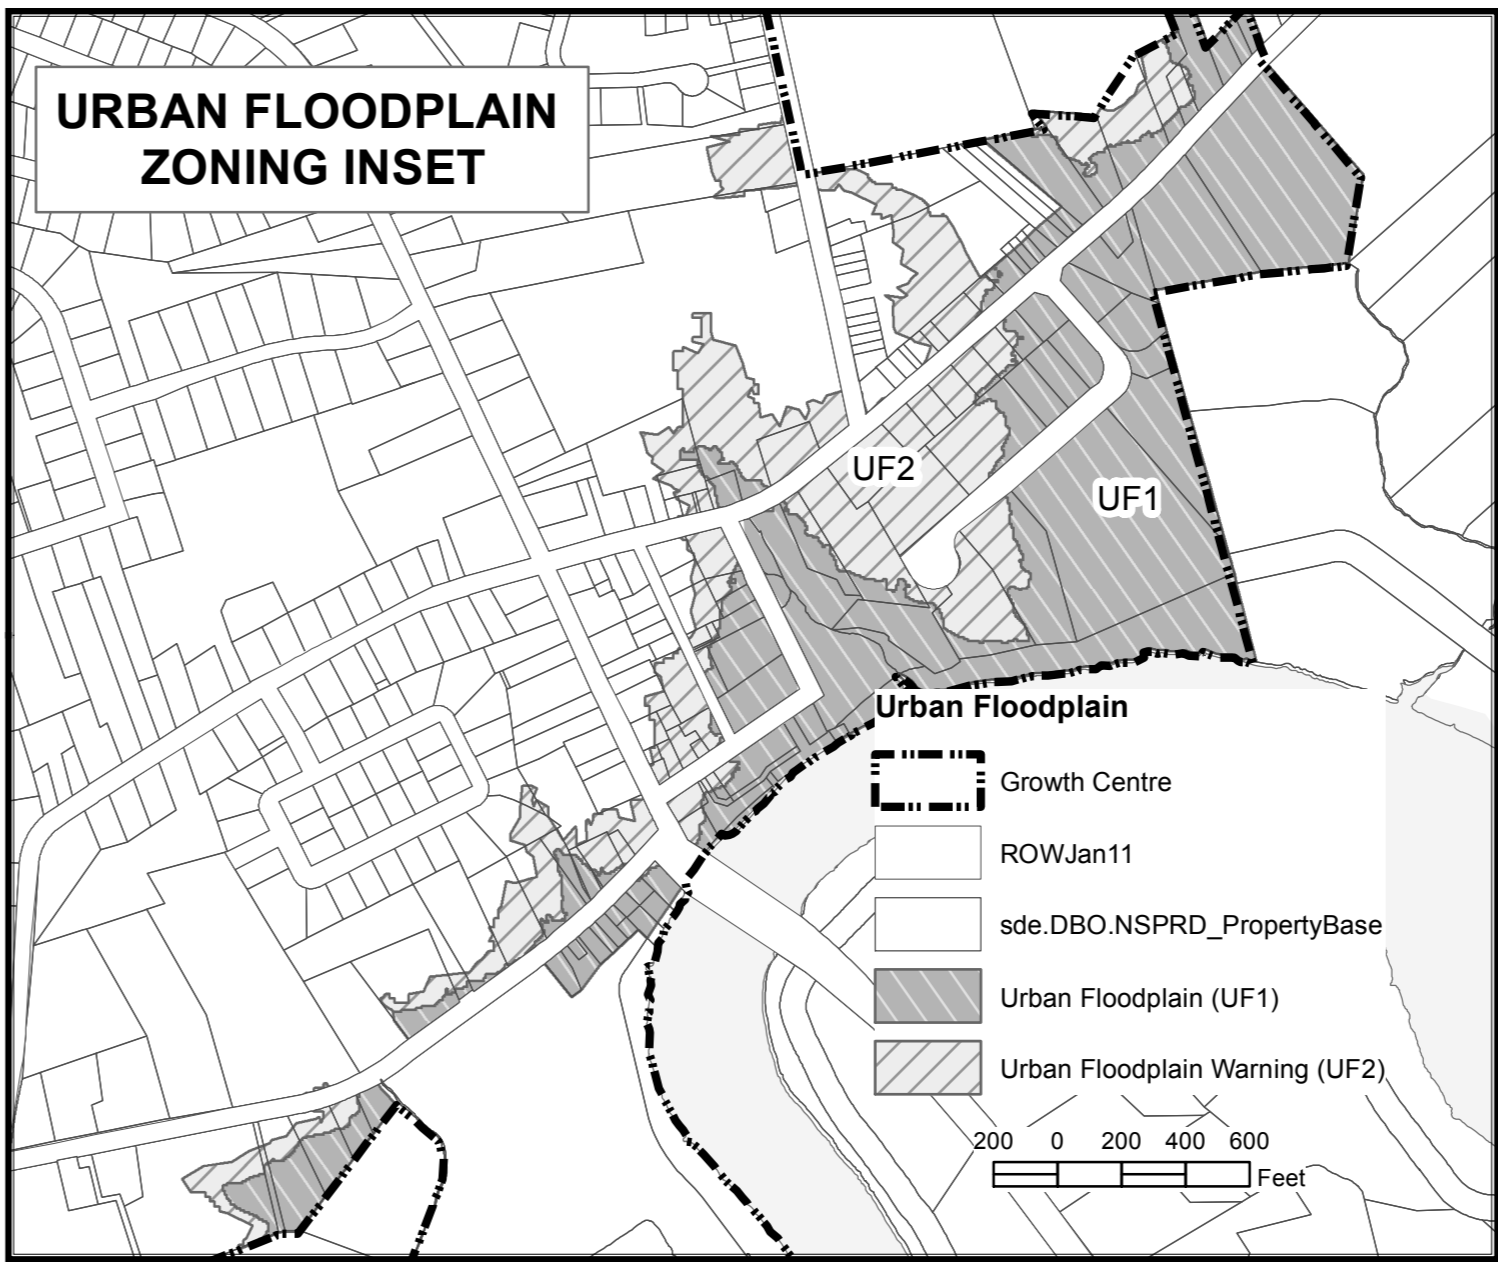 URBAN FLOODPLAIN
ZONING INSET
UF2
UF1
Urban Floodplain
Growth Centre
ROWJan11
sde.DBO.NSPRD_PropertyBase
Urban Floodplain (UF1)
Urban Floodplain Warning (UF2)
200 0 200 400 600
Feet